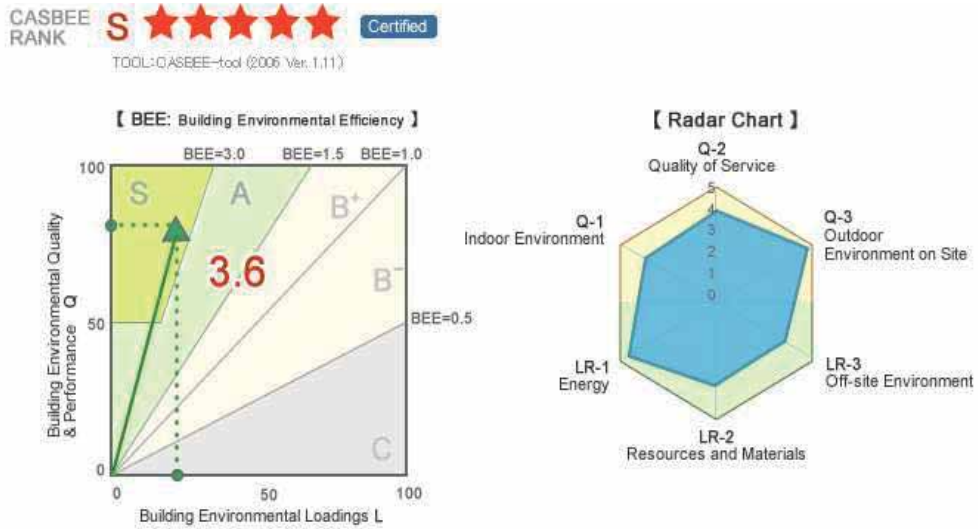 CASBEE
RANK
S ★★★★★
Certified
TOOL:CASBEE-tool (2006 Ver. 1.11)
【 BEE: Building Environmental Efficiency 】
BEE=3.0 BEE=1.5 BEE=1.0
100
S A B+
3.6
B-
50
BEE=0.5
C
0
0 50 100
Building Environmental Quality
& Performance Q
Building Environmental Loadings L
【 Radar Chart 】
Q-2
Quality of Service
5
4
3
2
1
0
Q-1
Indoor Environment
Q-3
Outdoor
Environment on Site
LR-1
Energy
LR-3
Off-site Environment
LR-2
Resources and Materials